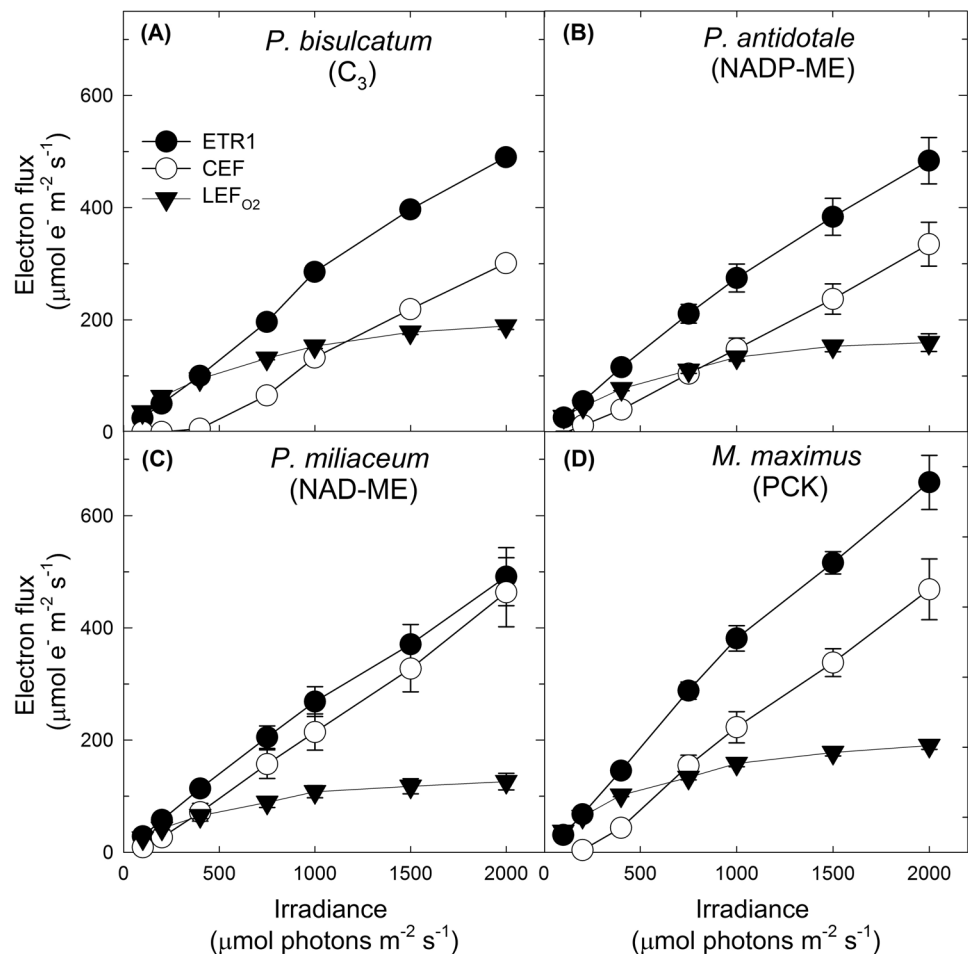 (A)
P. bisulcatum
(C₃)
ETR1
CEF
LEF_O2
(B)
P. antidotale
(NADP-ME)
600
400
200
0
Electron flux
(μmol e⁻ m⁻² s⁻¹)
(C)
P. miliaceum
(NAD-ME)
(D)
M. maximus
(PCK)
600
400
200
0
Electron flux
(μmol e⁻ m⁻² s⁻¹)
0 500 1000 1500 2000
0 500 1000 1500 2000
Irradiance
(μmol photons m⁻² s⁻¹)
Irradiance
(μmol photons m⁻² s⁻¹)